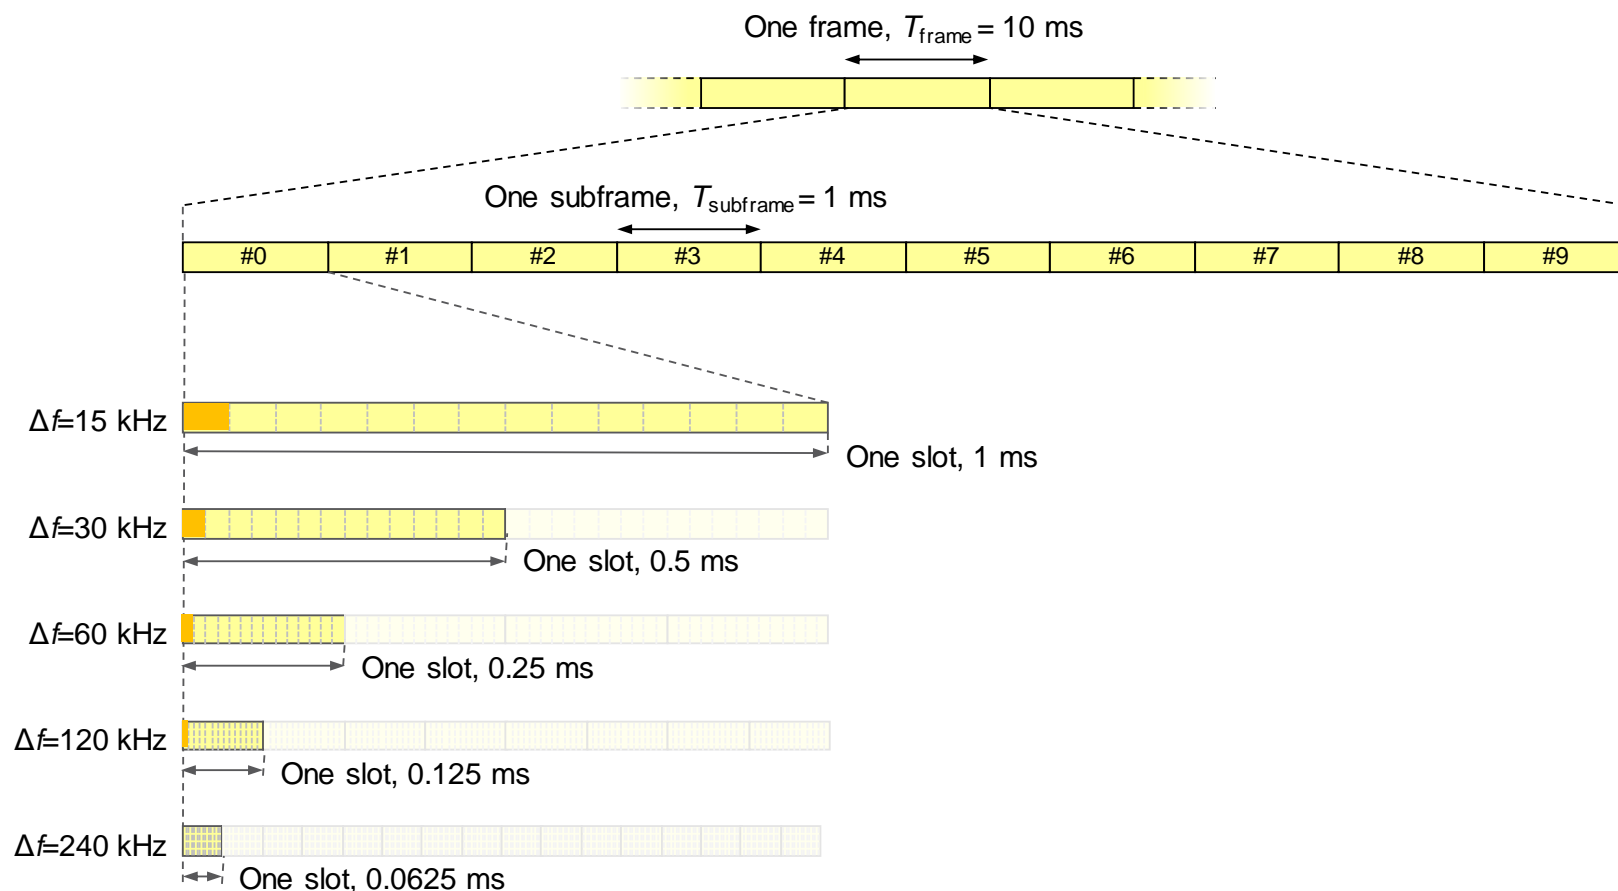 One frame, Tframe= 10 ms
One subframe, Tsubframe= 1 ms
#0 #1 #2 #3 #4 #5 #6 #7 #8 #9
Δf=15 kHz
One slot, 1 ms
Δf=30 kHz
One slot, 0.5 ms
Δf=60 kHz
One slot, 0.25 ms
Δf=120 kHz
One slot, 0.125 ms
Δf=240 kHz
One slot, 0.0625 ms